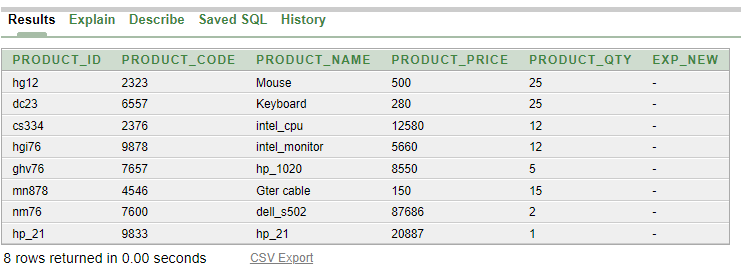 Results Explain Describe Saved SQL History
PRODUCT_ID PRODUCT_CODE PRODUCT_NAME PRODUCT_PRICE PRODUCT_QTY EXP_NEW
hg12 2323 Mouse 500 25 -
dc23 6557 Keyboard 280 25 -
cs334 2376 intel_cpu 12580 12 -
hgi76 9878 intel_monitor 5660 12 -
ghv76 7657 hp_1020 8550 5 -
mn878 4546 Gter cable 150 15 -
nm76 7600 dell_s502 87686 2 -
hp_21 9833 hp_21 20887 1 -
8 rows returned in 0.00 seconds CSV Export